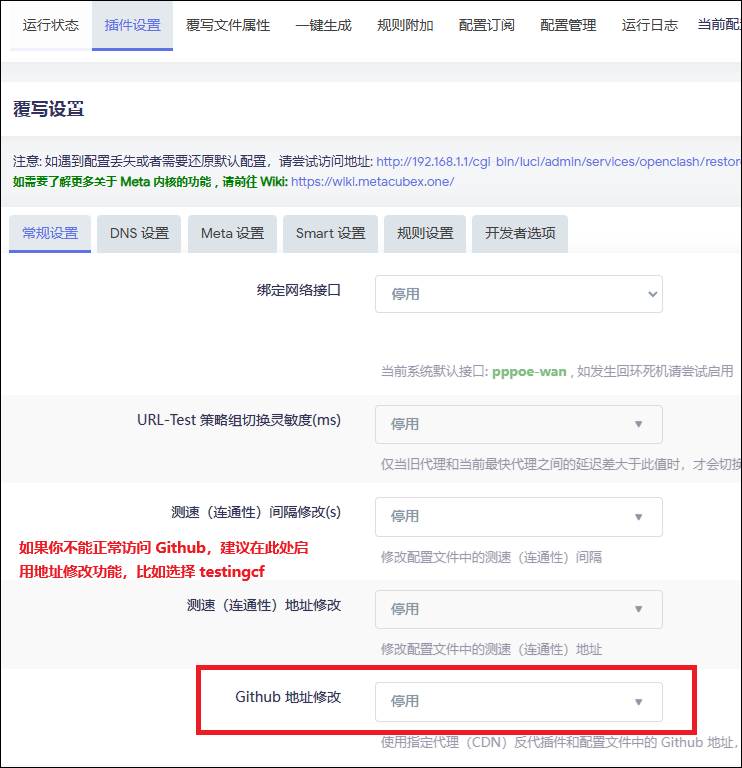 运行状态 插件设置 覆写文件属性 一键生成 规则附加 配置订阅 配置管理 运行日志 当前配
覆写设置
注意: 如遇到配置丢失或者需要还原默认配置，请尝试访问地址: http://192.168.1.1/cgi-bin/luci/admin/services/openclash/restore
如需要了解更多关于 Meta 内核的功能，请前往 Wiki: https://wiki.metacubex.one/
常规设置 DNS 设置 Meta 设置 Smart 设置 规则设置 开发者选项
绑定网络接口 停用
当前系统默认接口: pppoe-wan , 如发生回环死机请尝试启用
URL-Test 策略组切换灵敏度(ms) 停用
仅当旧代理和当前最快代理之间的延迟差大于此值时，才会切换
测速（连通性）间隔修改(s) 停用
修改配置文件中的测速（连通性）间隔
如果你不能正常访问 Github，建议在此处启
用地址修改功能，比如选择 testingcf
测速（连通性）地址修改 停用
修改配置文件中的测速（连通性）地址
Github 地址修改 停用
使用指定代理（CDN）反代插件和配置文件中的 Github 地址，